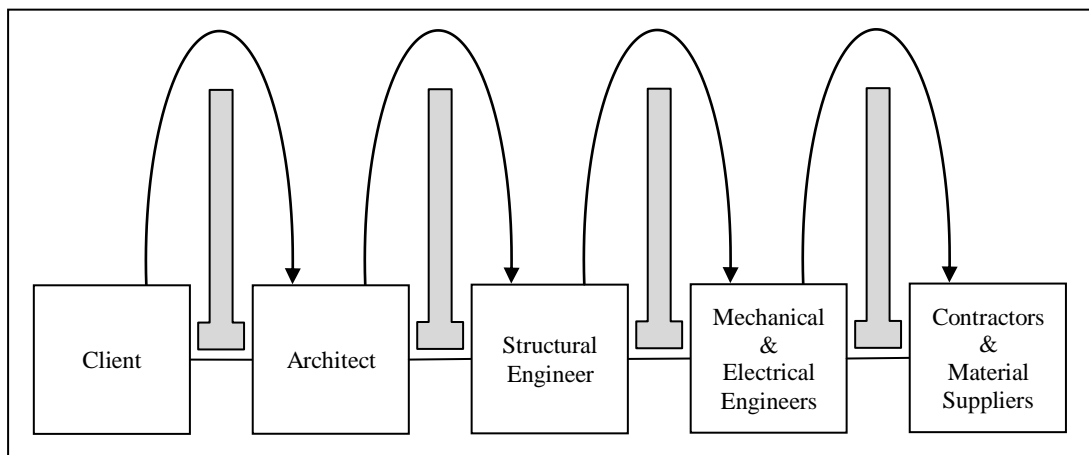 Client
Architect
Structural
Engineer
Mechanical
&
Electrical
Engineers
Contractors
&
Material
Suppliers